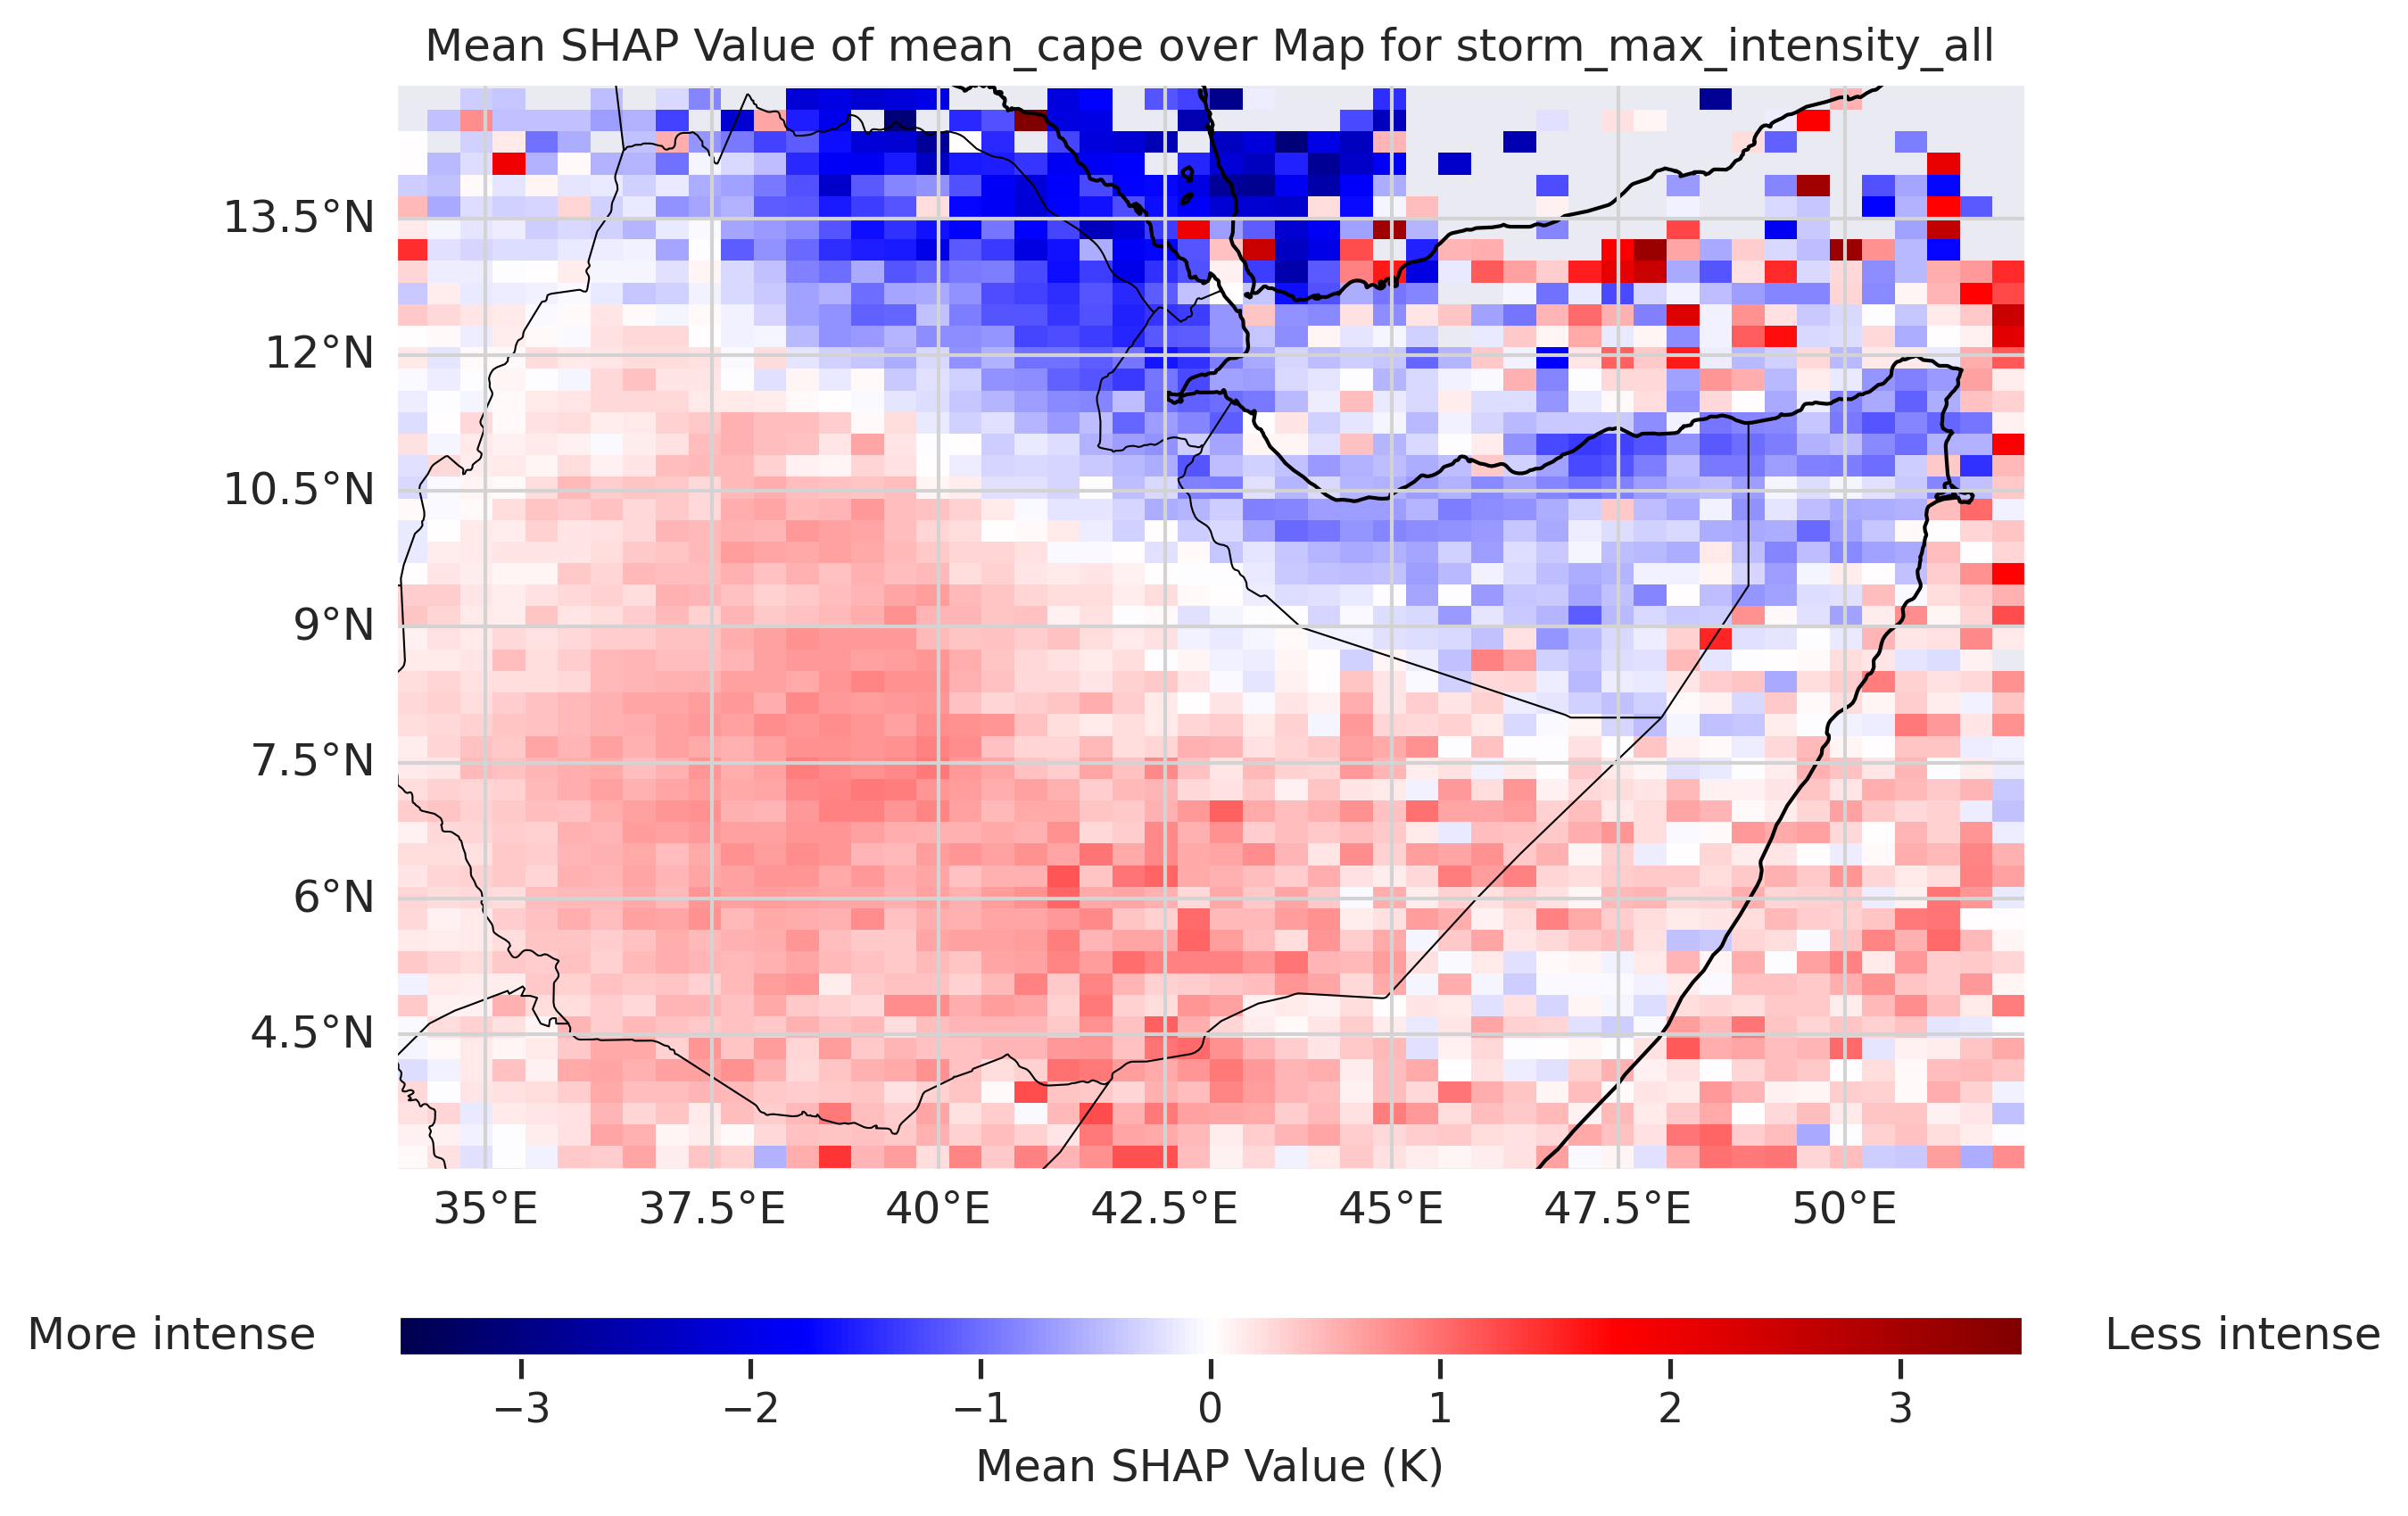 Mean SHAP Value of mean_cape over Map for storm_max_intensity_all
13.5°N
12°N
10.5°N
9°N
7.5°N
6°N
4.5°N
35°E 37.5°E 40°E 42.5°E 45°E 47.5°E 50°E
More intense Less intense
−3 −2 −1 0 1 2 3
Mean SHAP Value (K)